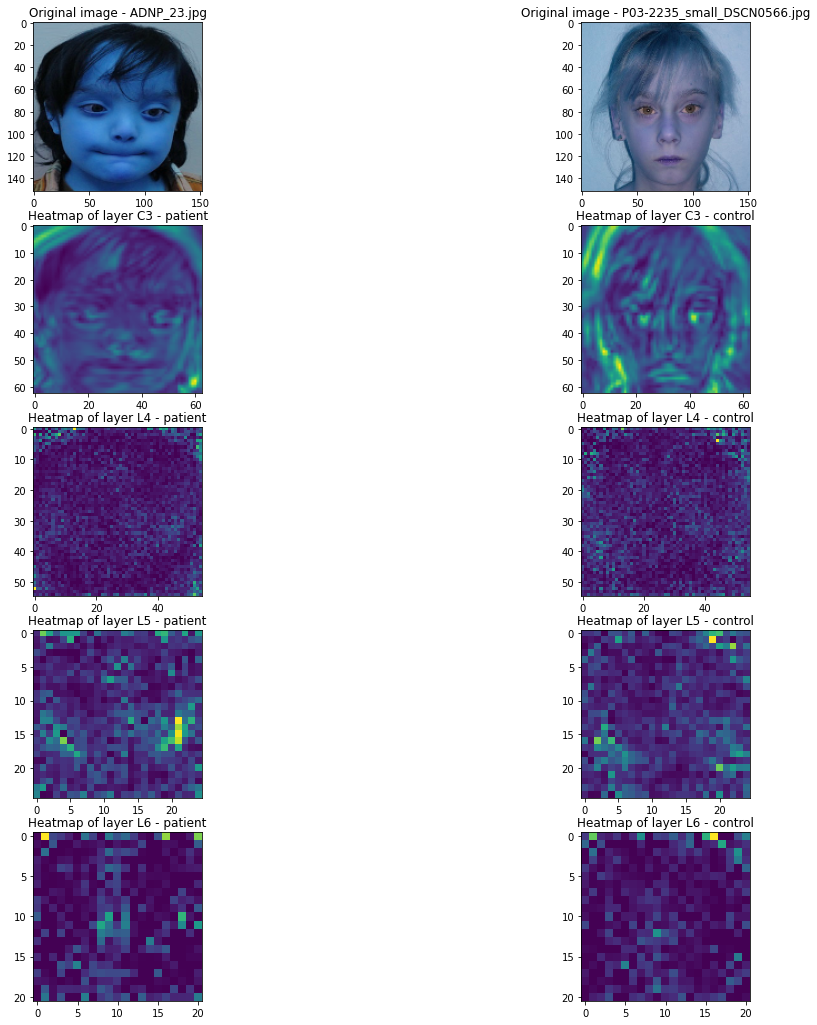 Original image - ADNP_23.jpg Original image - P03-2235_small_DSCN0566.jpg
0 20 40 60 80 100 120 140
0 50 100 150
0 20 40 60 80 100 120 140
0 50 100 150
Heatmap of layer C3 - patient Heatmap of layer C3 - control
0 10 20 30 40 50 60
0 20 40 60
0 10 20 30 40 50 60
0 20 40 60
Heatmap of layer L4 - patient Heatmap of layer L4 - control
0 10 20 30 40 50
0 20 40
0 10 20 30 40 50
0 20 40
Heatmap of layer L5 - patient Heatmap of layer L5 - control
0 5 10 15 20
0 5 10 15 20
0 5 10 15 20
0 5 10 15 20
Heatmap of layer L6 - patient Heatmap of layer L6 - control
0 5 10 15 20
0 5 10 15 20
0 5 10 15 20
0 5 10 15 20